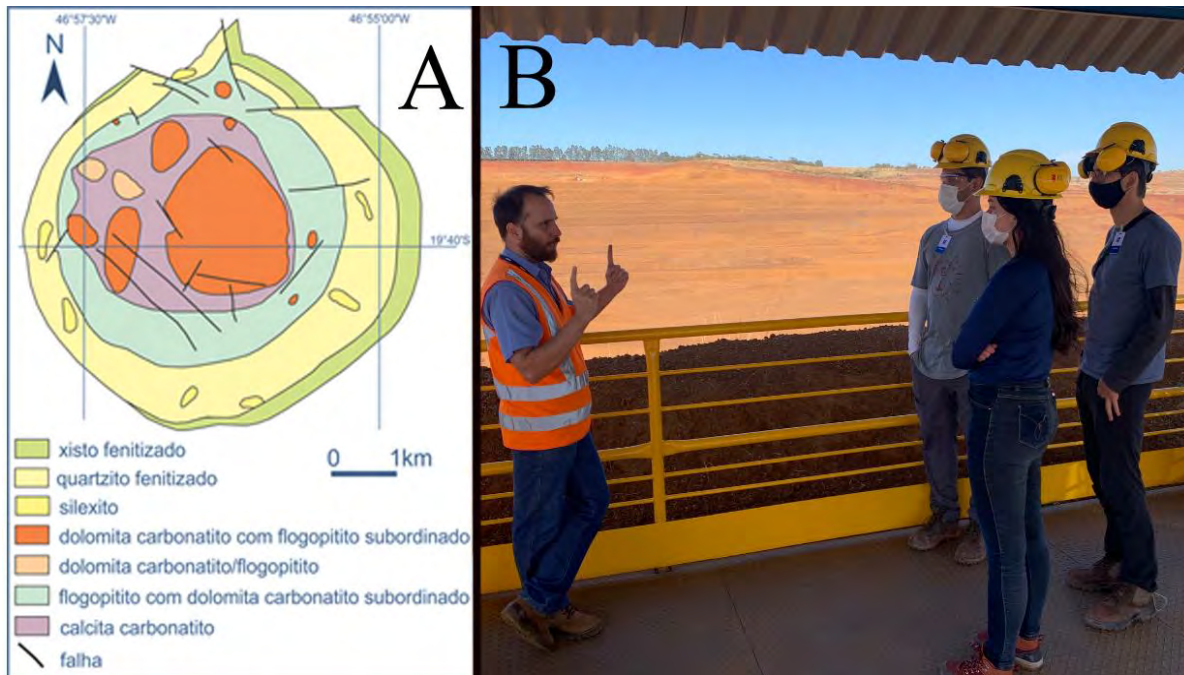 46°57'30"W
46°55'00"W
N
A
B
19°40'S
xisto fenitizado
quartzito fenitizado
0 1km
silexito
dolomita carbonatito com flogopitito subordinado
dolomita carbonatito/flogopitito
flogopitito com dolomita carbonatito subordinado
calcita carbonatito
falha